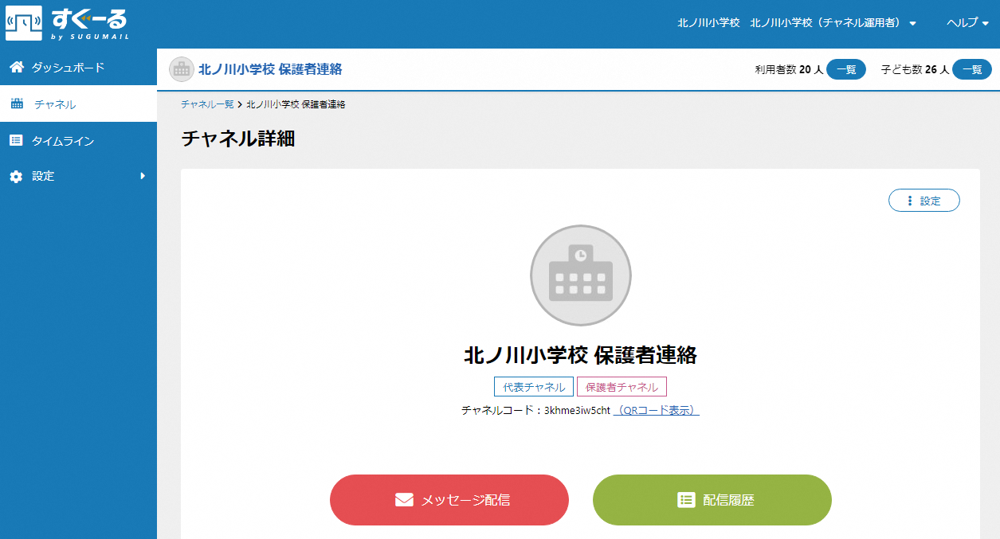 すぐーる
by SUGUMAIL
北ノ川小学校 北ノ川小学校（チャネル運用者） ヘルプ
ダッシュボード
チャネル
タイムライン
設定
北ノ川小学校 保護者連絡
利用者数 20 人 一覧 子ども数 26 人 一覧
チャネル一覧 > 北ノ川小学校 保護者連絡
チャネル詳細
設定
北ノ川小学校 保護者連絡
代表チャネル 保護者チャネル
チャネルコード：3khme3iw5cht （QRコード表示）
メッセージ配信 配信履歴